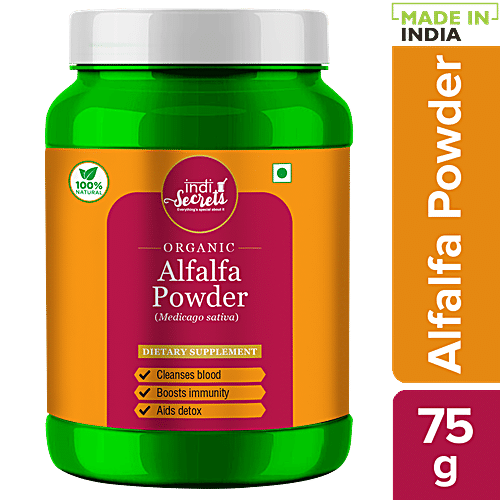 MADE IN
INDIA
100%
NATURAL
indi
Secrets
Everything's special about it
ORGANIC
Alfalfa
Powder
(Medicago sativa)
DIETARY SUPPLEMENT
Cleanses blood
Boosts immunity
Aids detox
Alfalfa Powder
75
g